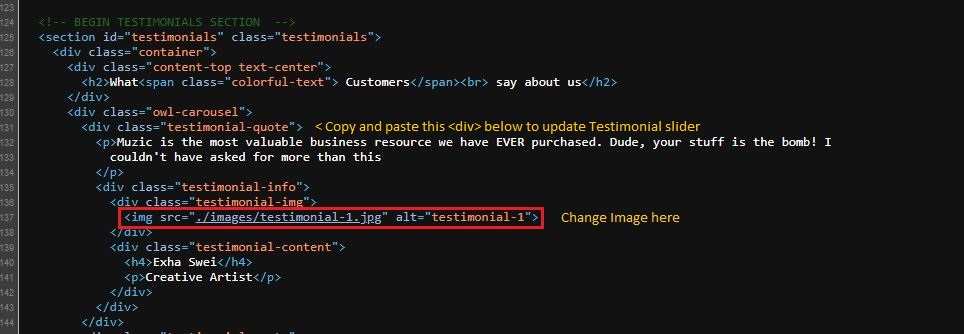 123
124 <!-- BEGIN TESTIMONIALS SECTION -->
125 <section id="testimonials" class="testimonials">
126 <div class="container">
127 <div class="content-top text-center">
128 <h2>What<span class="colorful-text"> Customers</span><br> say about us</h2>
129 </div>
130 <div class="owl-carousel">
131 <div class="testimonial-quote> < Copy and paste this <div> below to update Testimonial slider
132 <p>Muzic is the most valuable business resource we have EVER purchased. Dude, your stuff is the bomb! I
133 couldn't have asked for more than this
134 </p>
135 <div class="testimonial-info">
136 <div class="testimonial-img">
137 <img src="./images/testimonial-1.jpg" alt="testimonial-1"> Change Image here
138 </div>
139 <div class="testimonial-content">
140 <h4>Exha Swei</h4>
141 <p>Creative Artist</p>
142 </div>
143 </div>
144 </div>